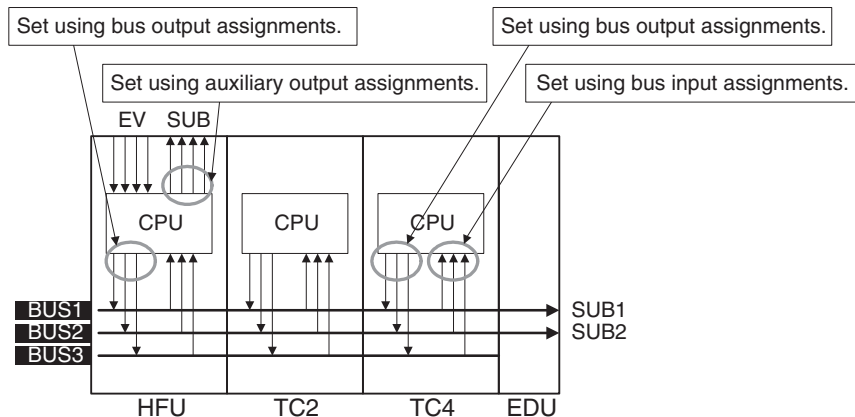 Set using bus output assignments.
Set using bus output assignments.
Set using auxiliary output assignments.
Set using bus input assignments.
EV SUB
CPU CPU CPU
BUS1 SUB1
BUS2 SUB2
BUS3
HFU TC2 TC4 EDU